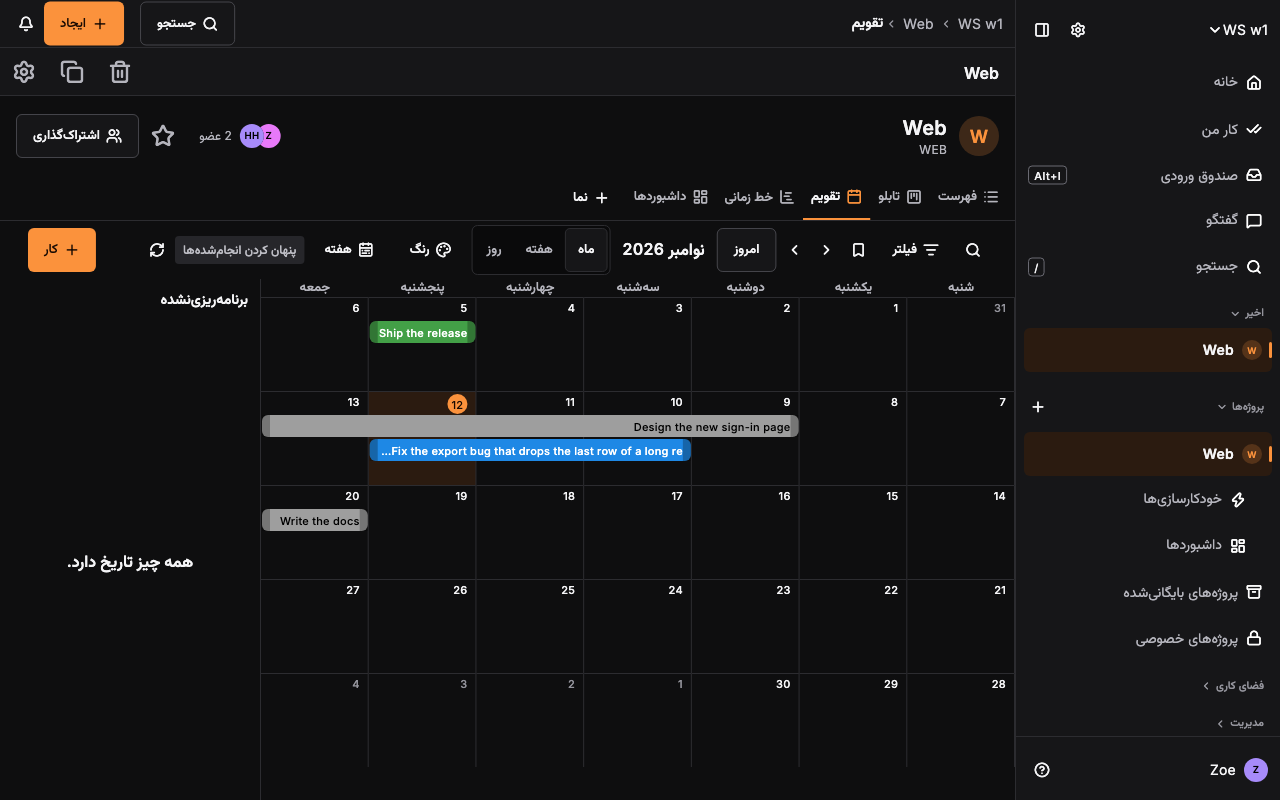 WS w1
خانه
کار من
صندوق ورودی
Alt+I
گفتگو
جستجو
/
اخیر
W Web
پروژه‌ها
W Web
خودکارسازی‌ها
داشبوردها
پروژه‌های بایگانی‌شده
پروژه‌های خصوصی
فضای کاری
مدیریت
Z Zoe
WS w1 › Web › تقویم
جستجو
ایجاد
Web
W
Web
WEB
Z HH
2 عضو
اشتراک‌گذاری
فهرست
تابلو
تقویم
خط زمانی
داشبوردها
نما
فیلتر
امروز
نوامبر 2026
ماه
هفته
روز
رنگ
هفته
پنهان کردن انجام‌شده‌ها
کار
شنبه یکشنبه دوشنبه سه‌شنبه چهارشنبه پنجشنبه جمعه
31 1 2 3 4 5 6
Ship the release
7 8 9 10 11 12 13
Design the new sign-in page
Fix the export bug that drops the last row of a long re...
14 15 16 17 18 19 20
Write the docs
21 22 23 24 25 26 27
28 29 30 1 2 3 4
برنامه‌ریزی‌نشده
همه چیز تاریخ دارد.